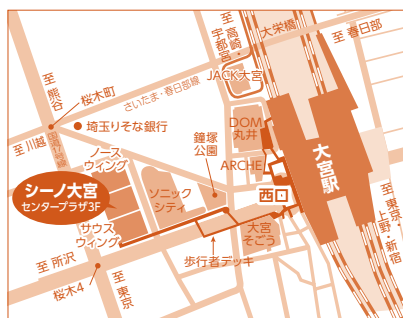 至
高崎・
宇都宮
大栄橋
至 春日部
JACK大宮
至
熊谷
桜木町
さいたま・春日部線
至 川越
国道17号線
埼玉りそな銀行
DOM
丸井
鐘塚
公園
ノース
ウィング
ARCHE
大宮駅
シーノ大宮
センタープラザ3F
ソニック
シティ
西口
サウス
ウィング
大宮
そごう
至 所沢
歩行者デッキ
桜木4
至
東京
至
東京・
上野・新宿